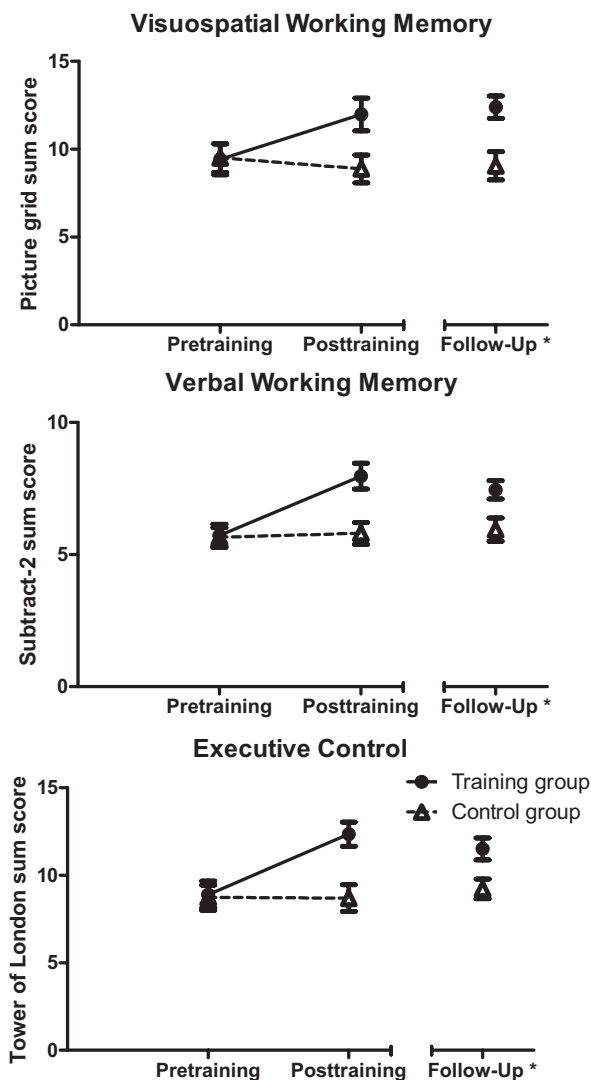 Visuospatial Working Memory
Picture grid sum score
15
10
5
0
Pretraining Posttraining Follow-Up *
Verbal Working Memory
Subtract-2 sum score
10
5
0
Pretraining Posttraining Follow-Up *
Executive Control
Tower of London sum score
15
10
5
0
Training group
Control group
Pretraining Posttraining Follow-Up *